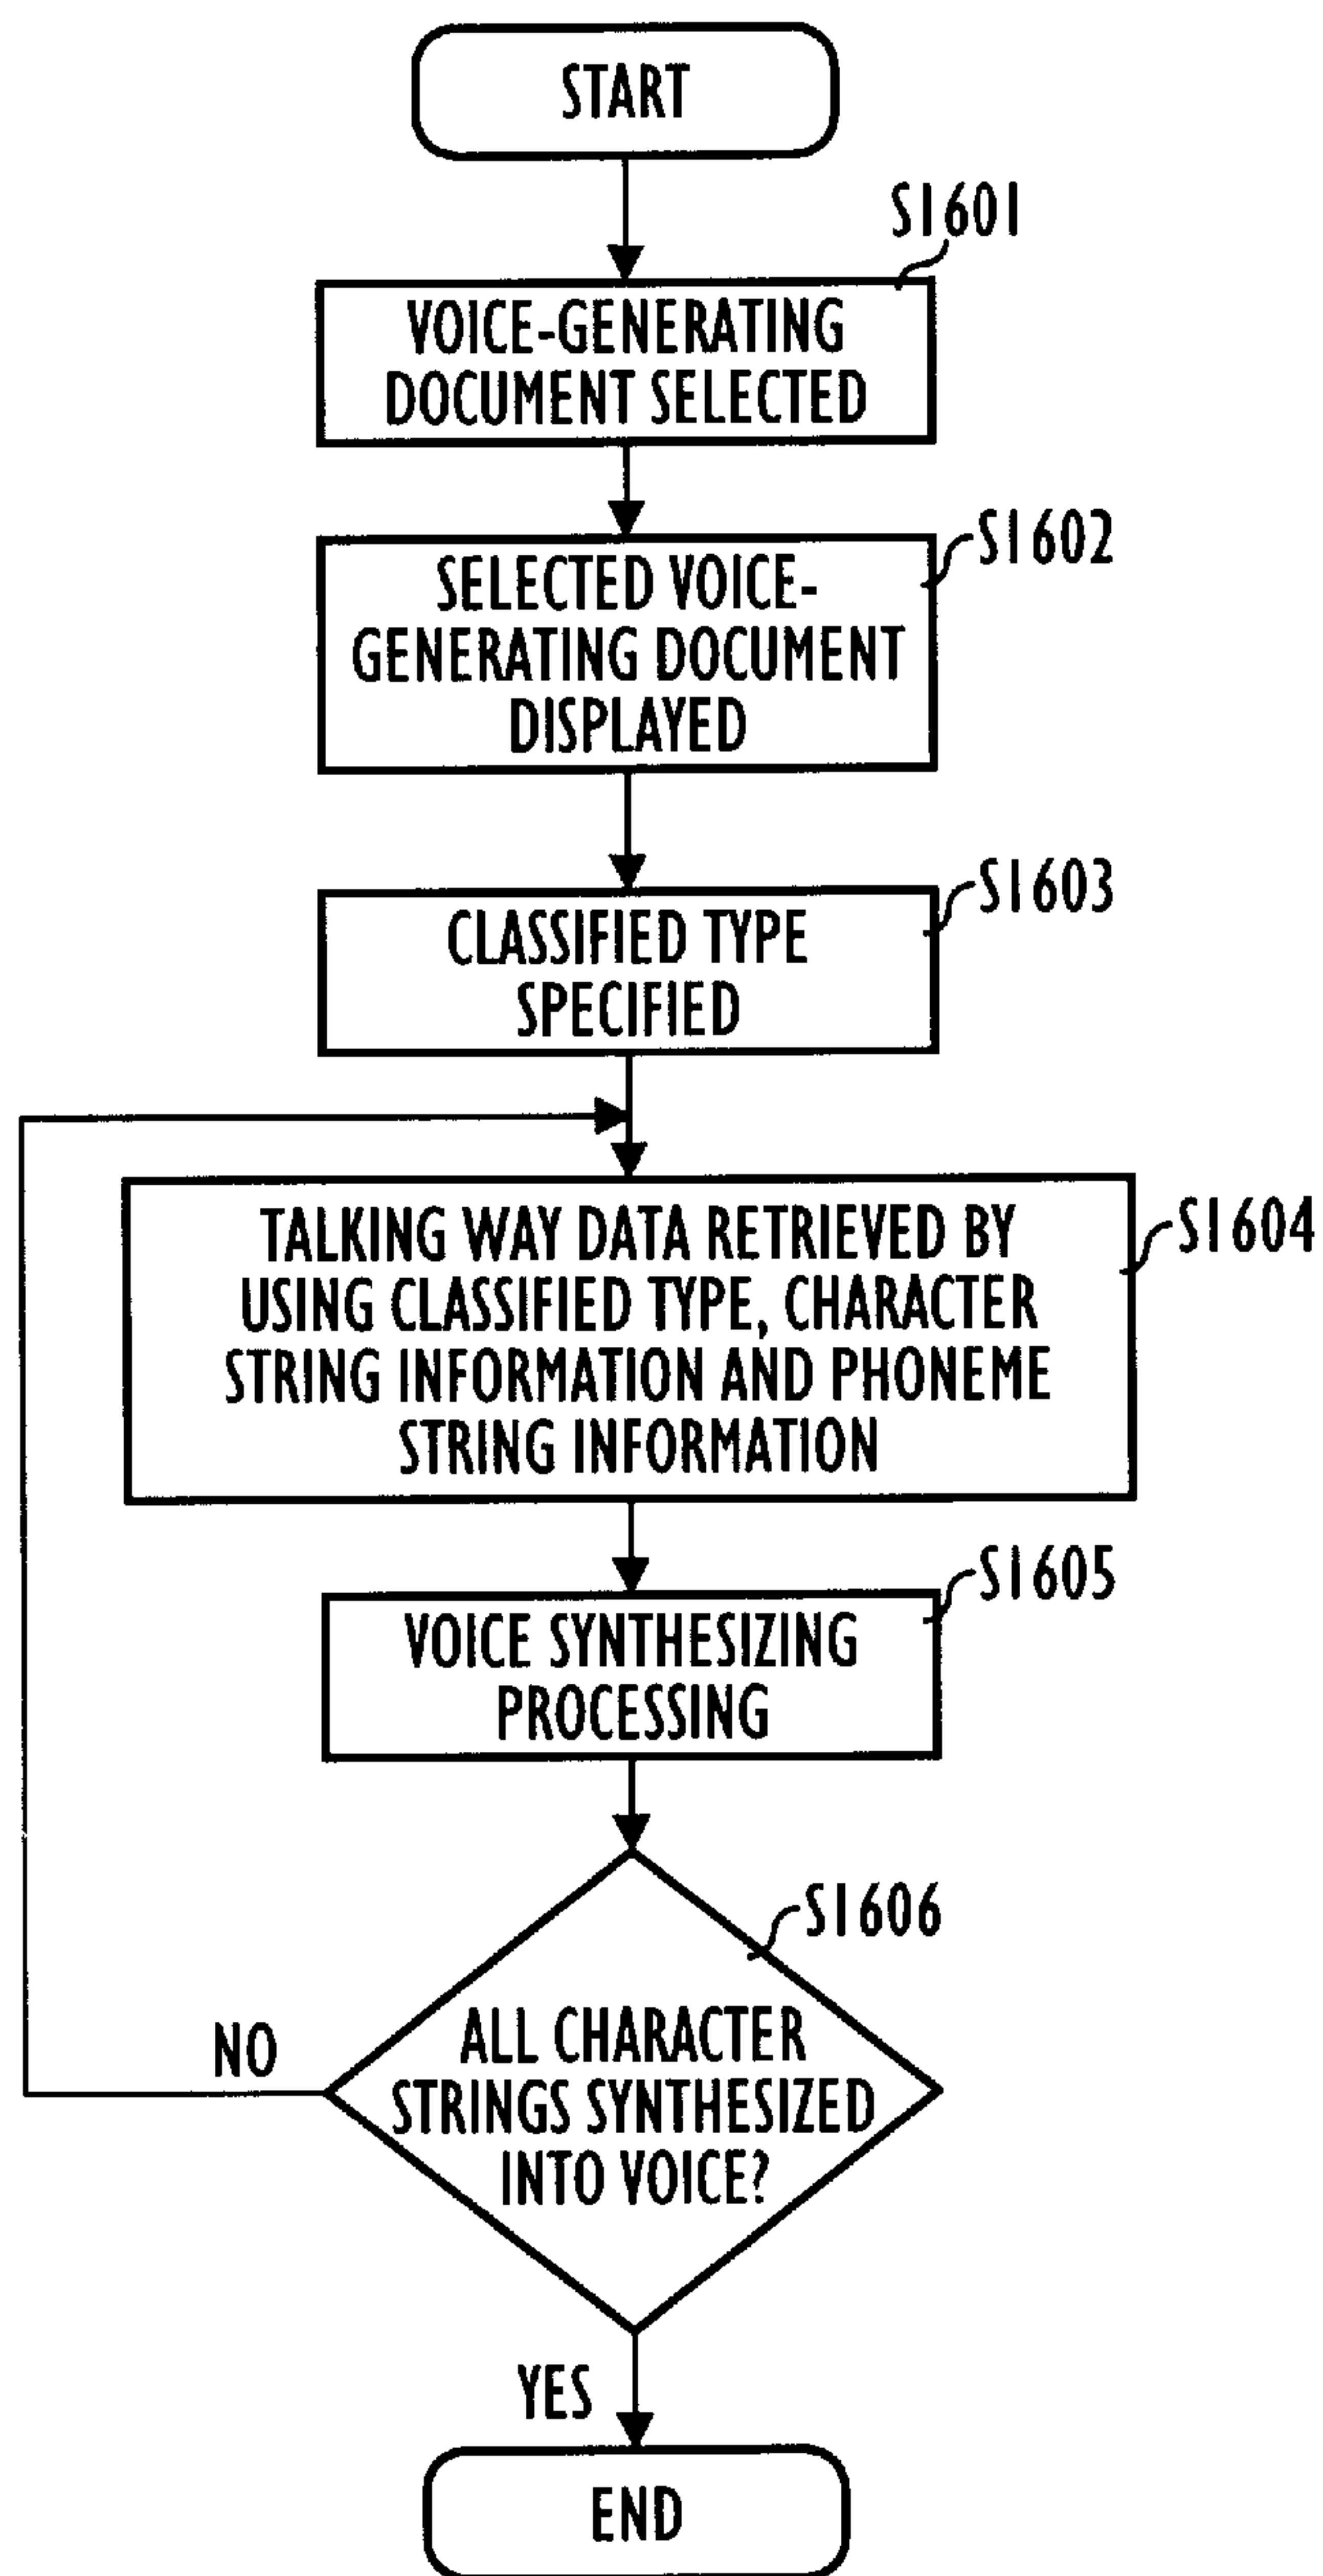 START
S1601
VOICE-GENERATING
DOCUMENT SELECTED
S1602
SELECTED VOICE-
GENERATING DOCUMENT
DISPLAYED
S1603
CLASSIFIED TYPE
SPECIFIED
S1604
TALKING WAY DATA RETRIEVED BY
USING CLASSIFIED TYPE, CHARACTER
STRING INFORMATION AND PHONEME
STRING INFORMATION
S1605
VOICE SYNTHESIZING
PROCESSING
S1606
ALL CHARACTER
STRINGS SYNTHESIZED
INTO VOICE?
NO
YES
END